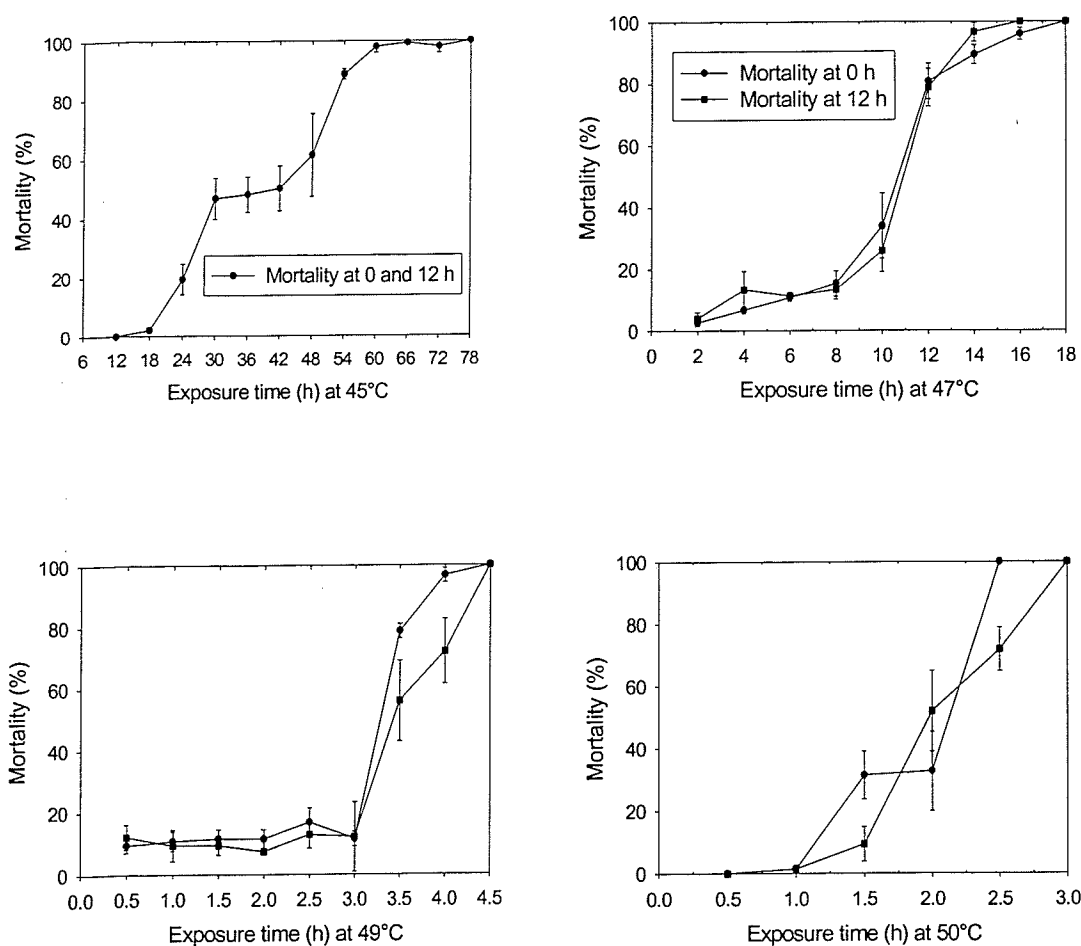 100
80
60
40
20
0
Mortality (%)
Mortality at 0 and 12 h
6 12 18 24 30 36 42 48 54 60 66 72 78
Exposure time (h) at 45°C
100
80
60
40
20
0
Mortality (%)
Mortality at 0 h
Mortality at 12 h
0 2 4 6 8 10 12 14 16 18
Exposure time (h) at 47°C
100
80
60
40
20
0
Mortality (%)
0.0 0.5 1.0 1.5 2.0 2.5 3.0 3.5 4.0 4.5
Exposure time (h) at 49°C
100
80
60
40
20
0
Mortality (%)
0.0 0.5 1.0 1.5 2.0 2.5 3.0
Exposure time (h) at 50°C